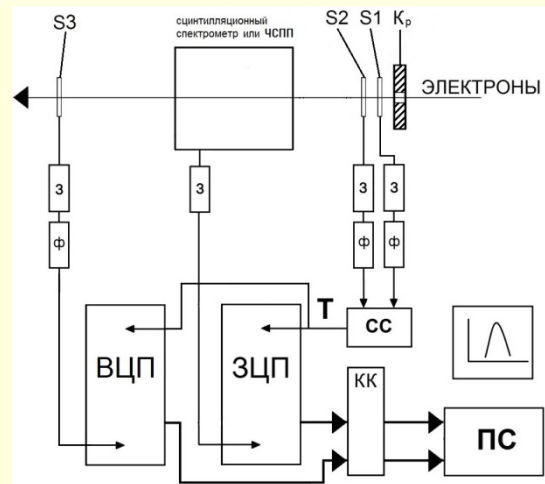 S3
сцинтилляционный
спектрометр или ЧСПП
S2 S1 Кр
ЭЛЕКТРОНЫ
З
З
З
З
ф
ф
ф
Т
СС
ВЦП
ЗЦП
КК
ПС